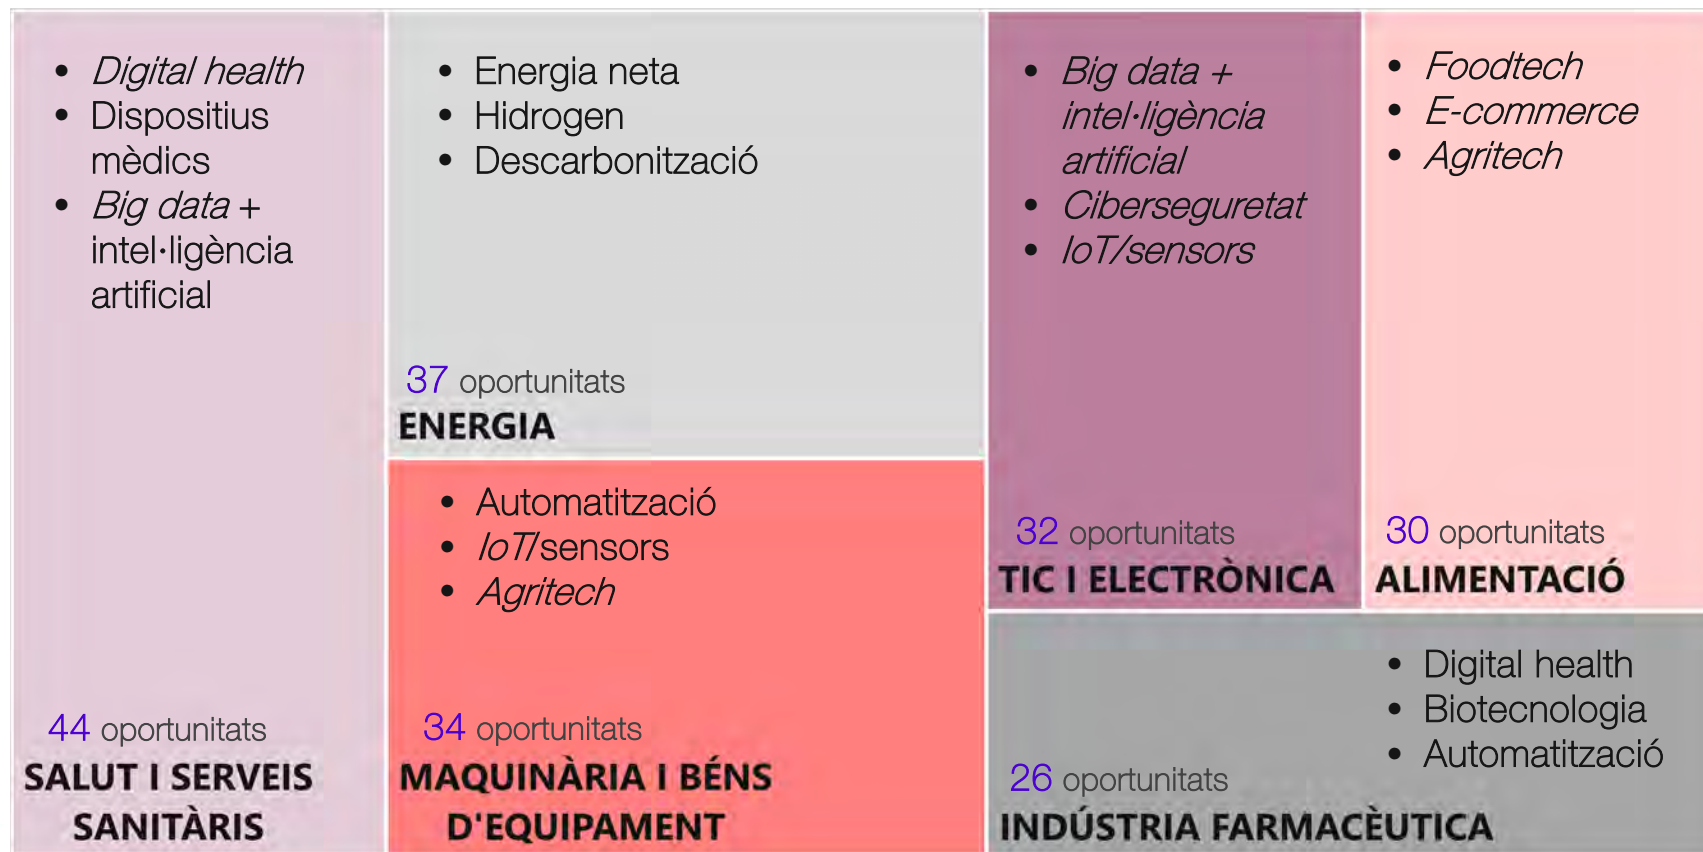 • Digital health
• Dispositius
mèdics
• Big data +
intel·ligència
artificial
44 oportunitats
SALUT I SERVEIS
SANITÀRIS
• Energia neta
• Hidrogen
• Descarbonització
37 oportunitats
ENERGIA
• Automatització
• IoT/sensors
• Agritech
34 oportunitats
MAQUINÀRIA I BÉNS
D'EQUIPAMENT
• Big data +
intel·ligència
artificial
• Ciberseguretat
• IoT/sensors
32 oportunitats
TIC I ELECTRÒNICA
• Foodtech
• E-commerce
• Agritech
30 oportunitats
ALIMENTACIÓ
• Digital health
• Biotecnologia
• Automatització
26 oportunitats
INDÚSTRIA FARMACÈUTICA